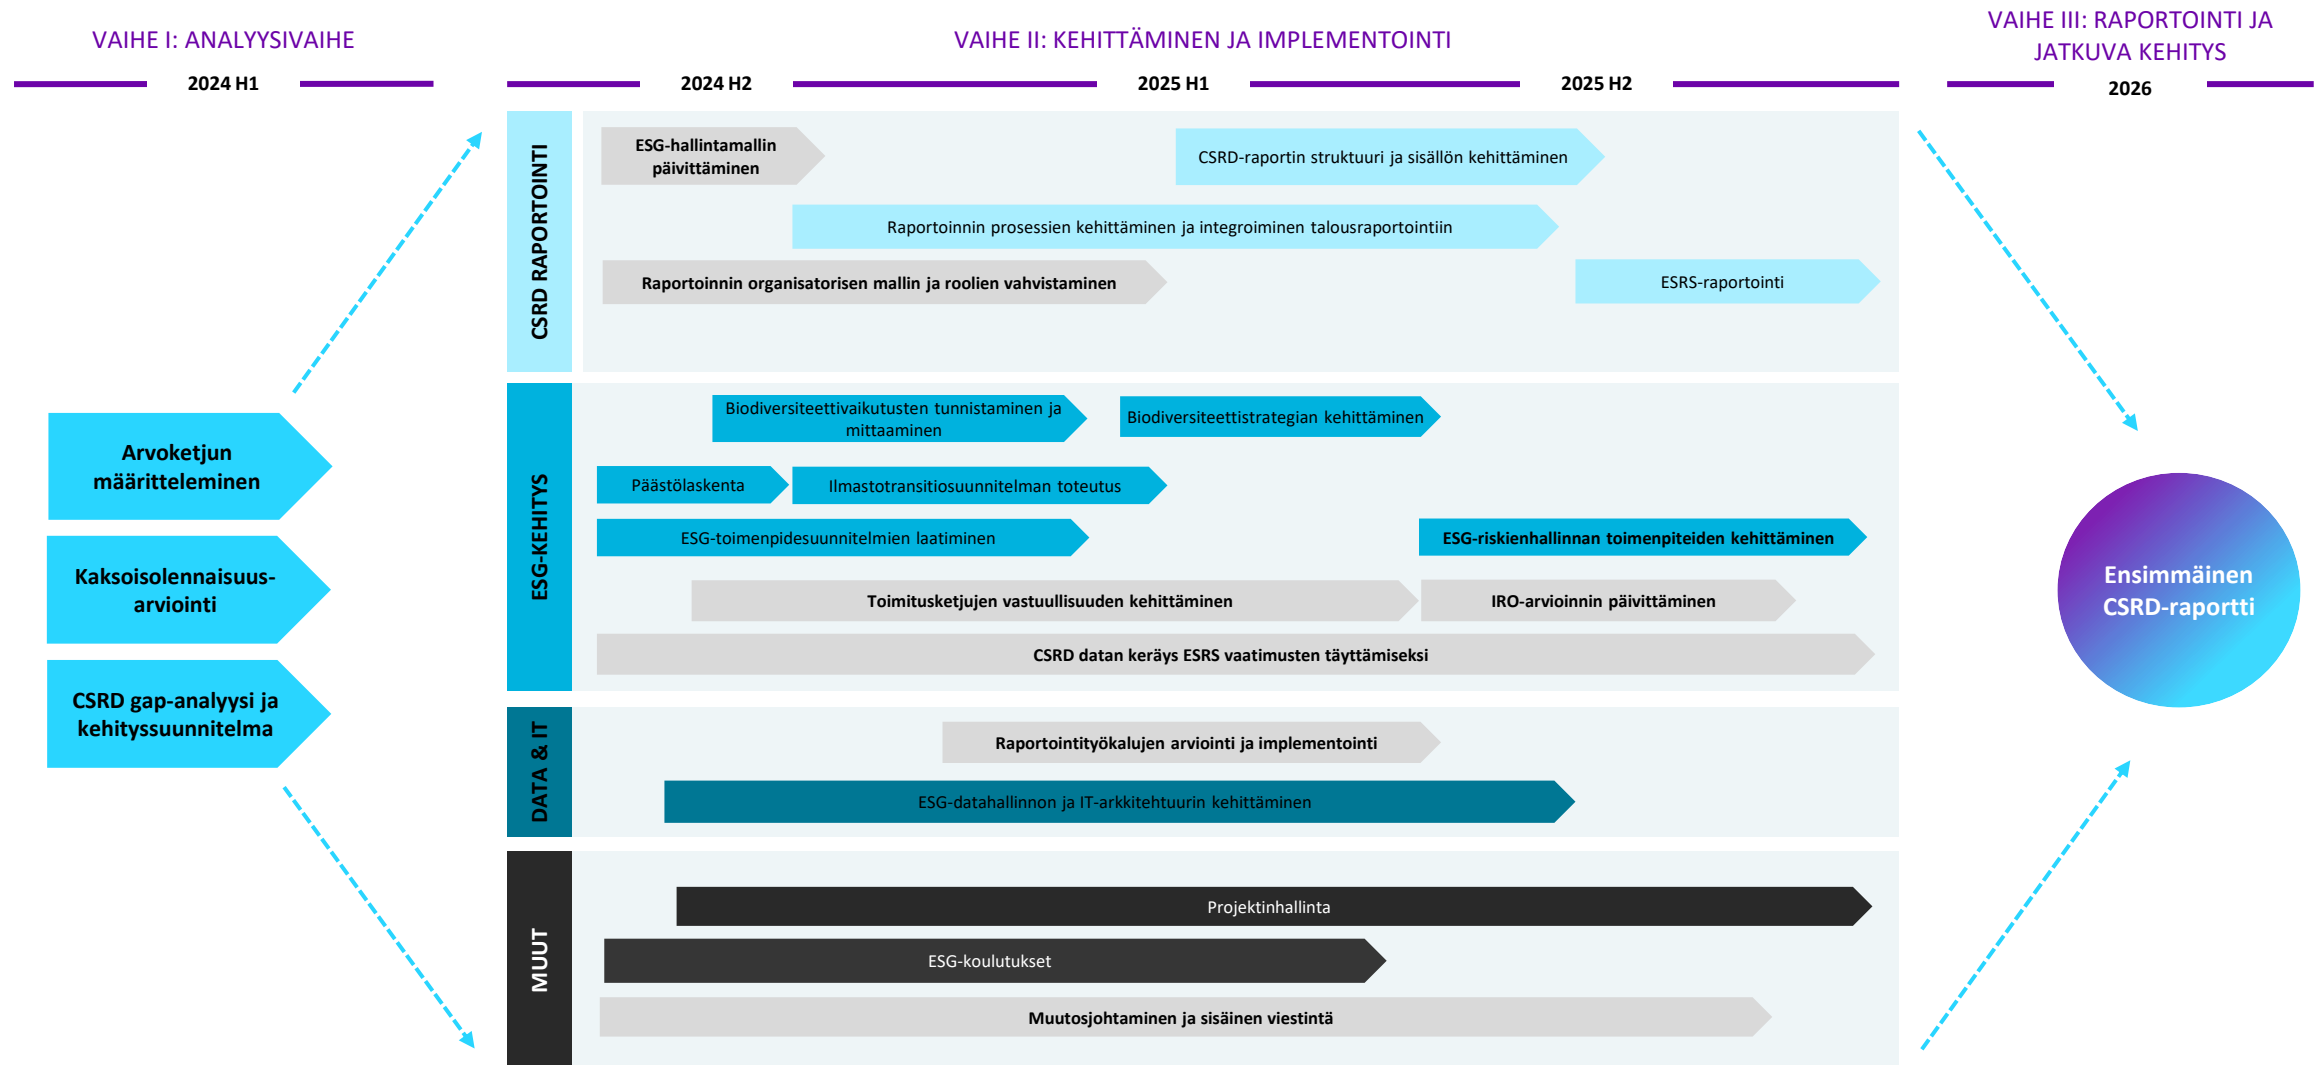 VAIHE I: ANALYYSIVAIHE
2024 H1
VAIHE II: KEHITTÄMINEN JA IMPLEMENTOINTI
2024 H2
2025 H1
2025 H2
VAIHE III: RAPORTOINTI JA
JATKUVA KEHITYS
2026
Arvoketjun
määritteleminen
Kaksoisolennaisuus-
arviointi
CSRD gap-analyysi ja
kehityssuunnitelma
CSRD RAPORTOINTI
ESG-hallintamallin
päivittäminen
CSRD-raportin struktuuri ja sisällön kehittäminen
Raportoinnin prosessien kehittäminen ja integroiminen talousraportointiin
Raportoinnin organisatorisen mallin ja roolien vahvistaminen
ESRS-raportointi
ESG-KEHITYS
Biodiversiteettivaikutusten tunnistaminen ja
mittaaminen
Biodiversiteettistrategian kehittäminen
Päästölaskenta
Ilmastotransitiosuunnitelman toteutus
ESG-toimenpidesuunnitelmien laatiminen
ESG-riskienhallinnan toimenpiteiden kehittäminen
Toimitusketjujen vastuullisuuden kehittäminen
IRO-arvioinnin päivittäminen
CSRD datan keräys ESRS vaatimusten täyttämiseksi
DATA & IT
Raportointityökalujen arviointi ja implementointi
ESG-datahallinnon ja IT-arkkitehtuurin kehittäminen
MUUT
Projektinhallinta
ESG-koulutukset
Muutosjohtaminen ja sisäinen viestintä
Ensimmäinen
CSRD-raportti